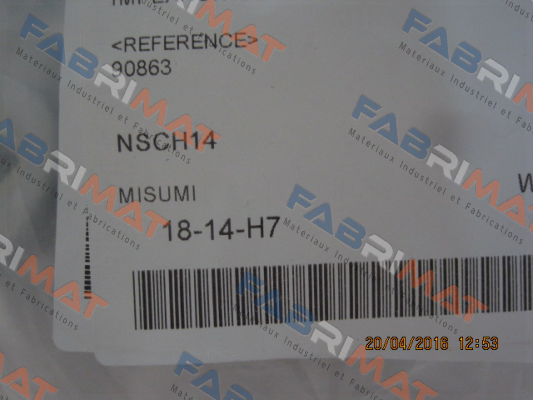 <REFERENCE>
90863
NSCH14
MISUMI
18-14-H7
20/04/2016 12:53
FABRIMAT
Materiaux Industriel et Fabrications